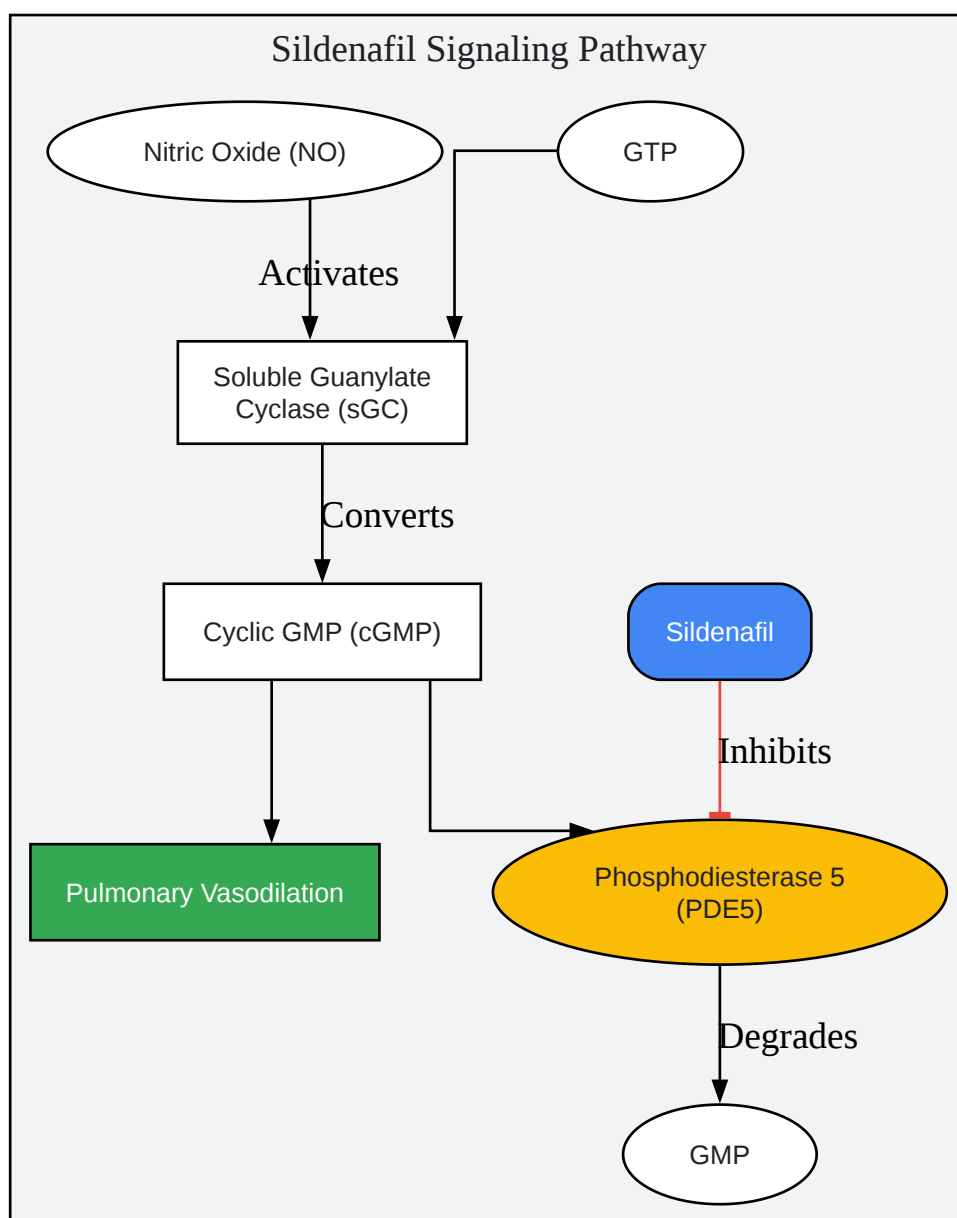 Sildenafil Signaling Pathway
Nitric Oxide (NO)
GTP
Activates
Soluble Guanylate
Cyclase (sGC)
Converts
Cyclic GMP (cGMP)
Sildenafil
Inhibits
Pulmonary Vasodilation
Phosphodiesterase 5
(PDE5)
Degrades
GMP